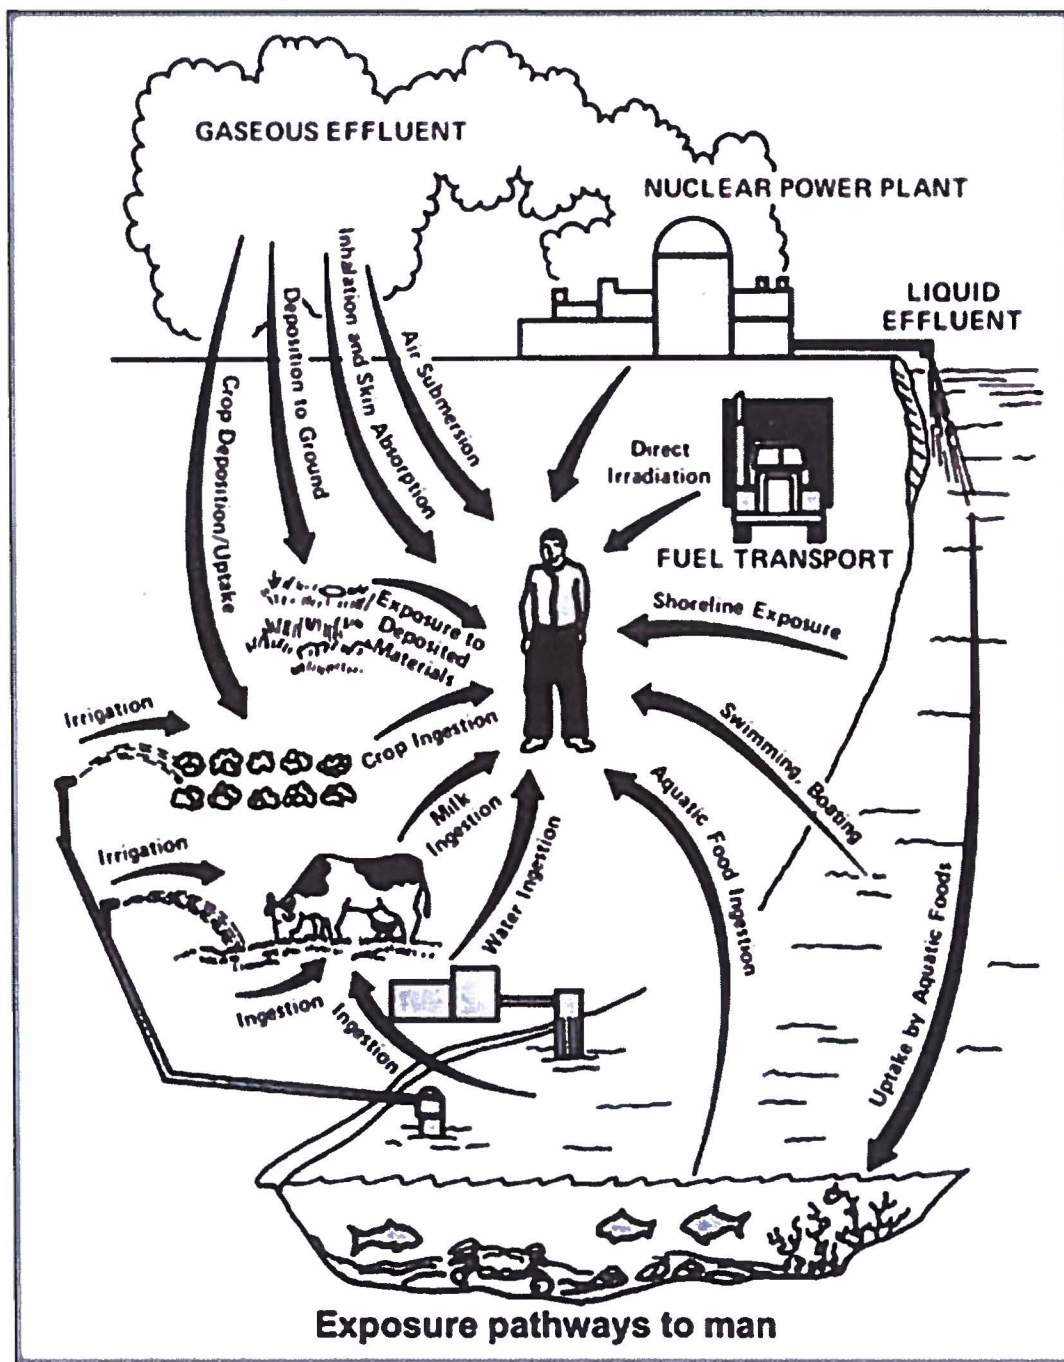 GASEOUS EFFLUENT
NUCLEAR POWER PLANT
LIQUID
EFFLUENT
Inhalation and Skin Absorption
Deposition to Ground
Air Submersion
Crop Deposition/Uptake
Direct
Irradiation
FUEL TRANSPORT
Exposure to
Deposited
Materials
Shoreline Exposure
Irrigation
Crop Ingestion
Swimming, Boating
Milk
Ingestion
Aquatic Food Ingestion
Irrigation
Water Ingestion
Uptake by Aquatic Foods
Ingestion
Ingestion
Exposure pathways to man